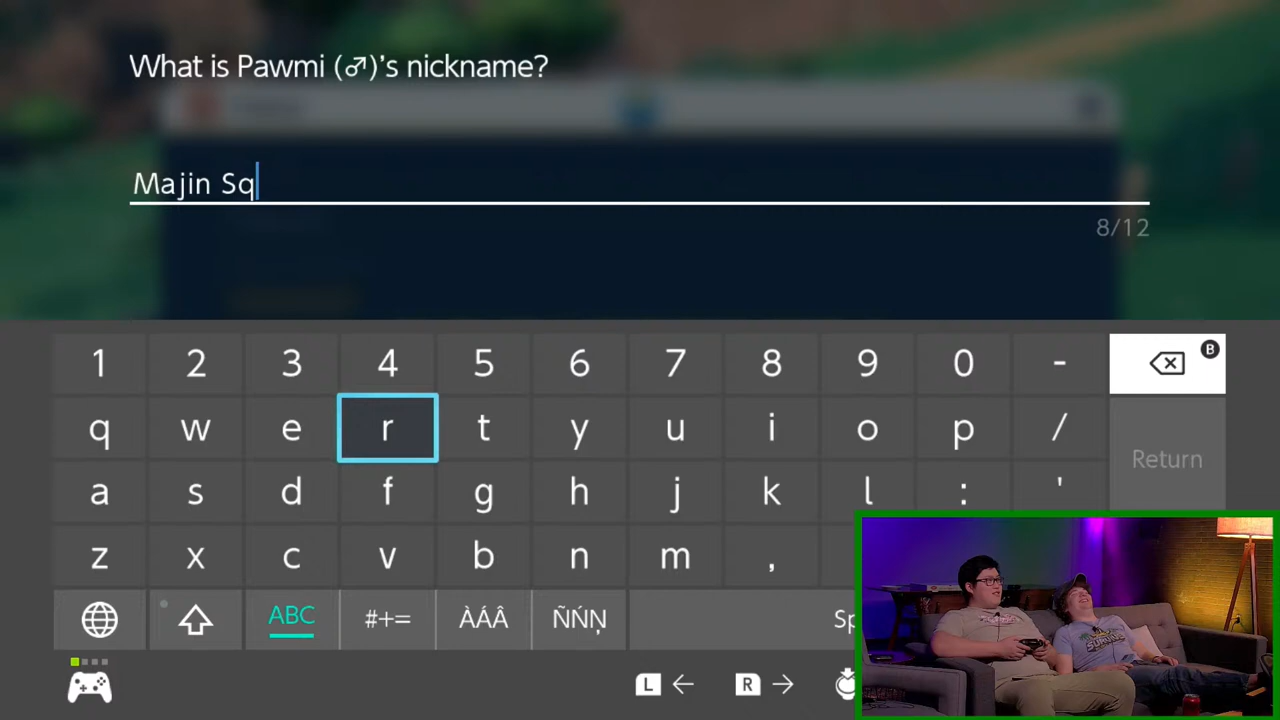 What is Pawmi (♂)'s nickname?
Majin Sq
8/12
1 2 3 4 5 6 7 8 9 0 - B
q w e r t y u i o p /
Return
a s d f g h j k l : '
z x c v b n m ,
ABC #+= ÀÁÂ ÑŃŅ Sp
L ← R →